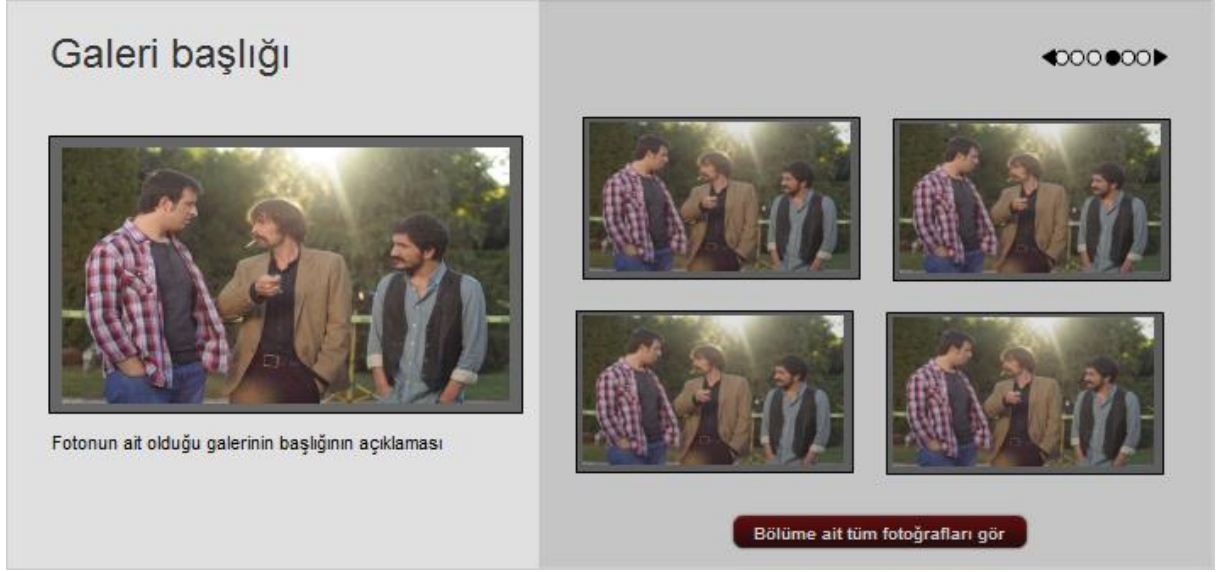 Galeri başlığı
Fotonun ait olduğu galerinin başlığının açıklaması
Bölüme ait tüm fotoğrafları gör